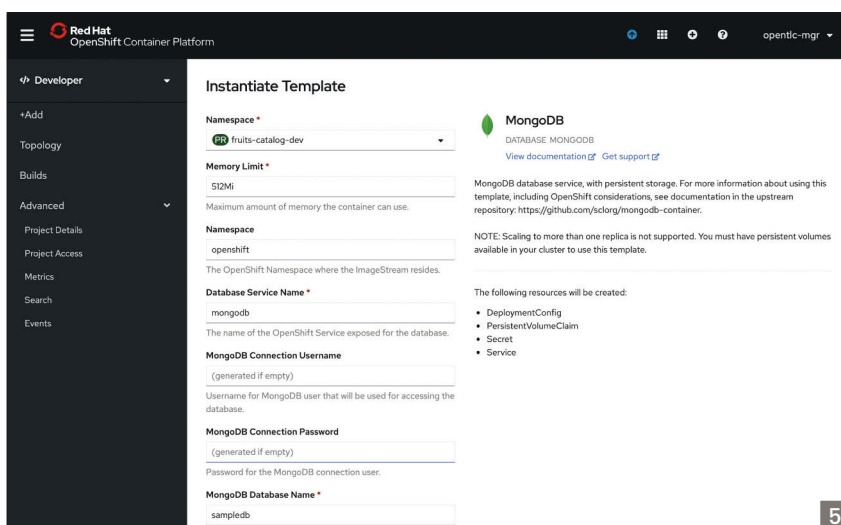 Red Hat
OpenShift Container Platform
opentlc-mgr
</> Developer
+Add
Topology
Builds
Advanced
Project Details
Project Access
Metrics
Search
Events
Instantiate Template
Namespace *
PR fruits-catalog-dev
Memory Limit *
512Mi
Maximum amount of memory the container can use.
Namespace
openshift
The OpenShift Namespace where the ImageStream resides.
Database Service Name *
mongodb
The name of the OpenShift Service exposed for the database.
MongoDB Connection Username
(generated if empty)
Username for MongoDB user that will be used for accessing the
database.
MongoDB Connection Password
(generated if empty)
Password for the MongoDB connection user.
MongoDB Database Name *
sampledb
MongoDB
DATABASE MONGODB
View documentation Get support
MongoDB database service, with persistent storage. For more information about using this
template, including OpenShift considerations, see documentation in the upstream
repository: https://github.com/sclorg/mongodb-container.
NOTE: Scaling to more than one replica is not supported. You must have persistent volumes
available in your cluster to use this template.
The following resources will be created:
• DeploymentConfig
• PersistentVolumeClaim
• Secret
• Service
5